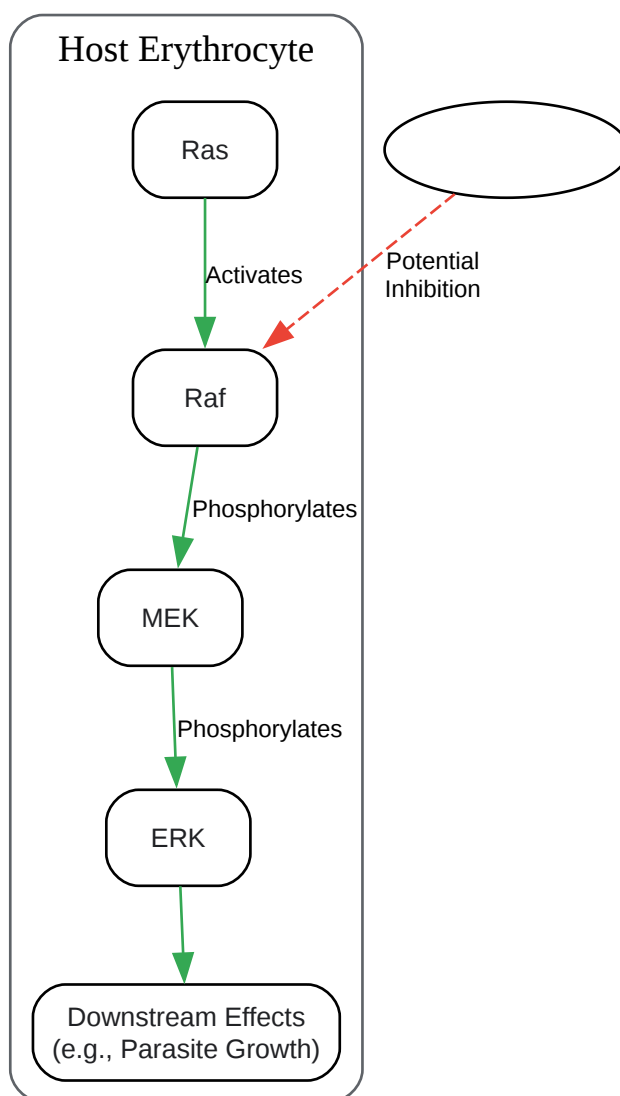 Host Erythrocyte
Ras
Activates
Potential
Inhibition
Raf
Phosphorylates
MEK
Phosphorylates
ERK
Downstream Effects
(e.g., Parasite Growth)